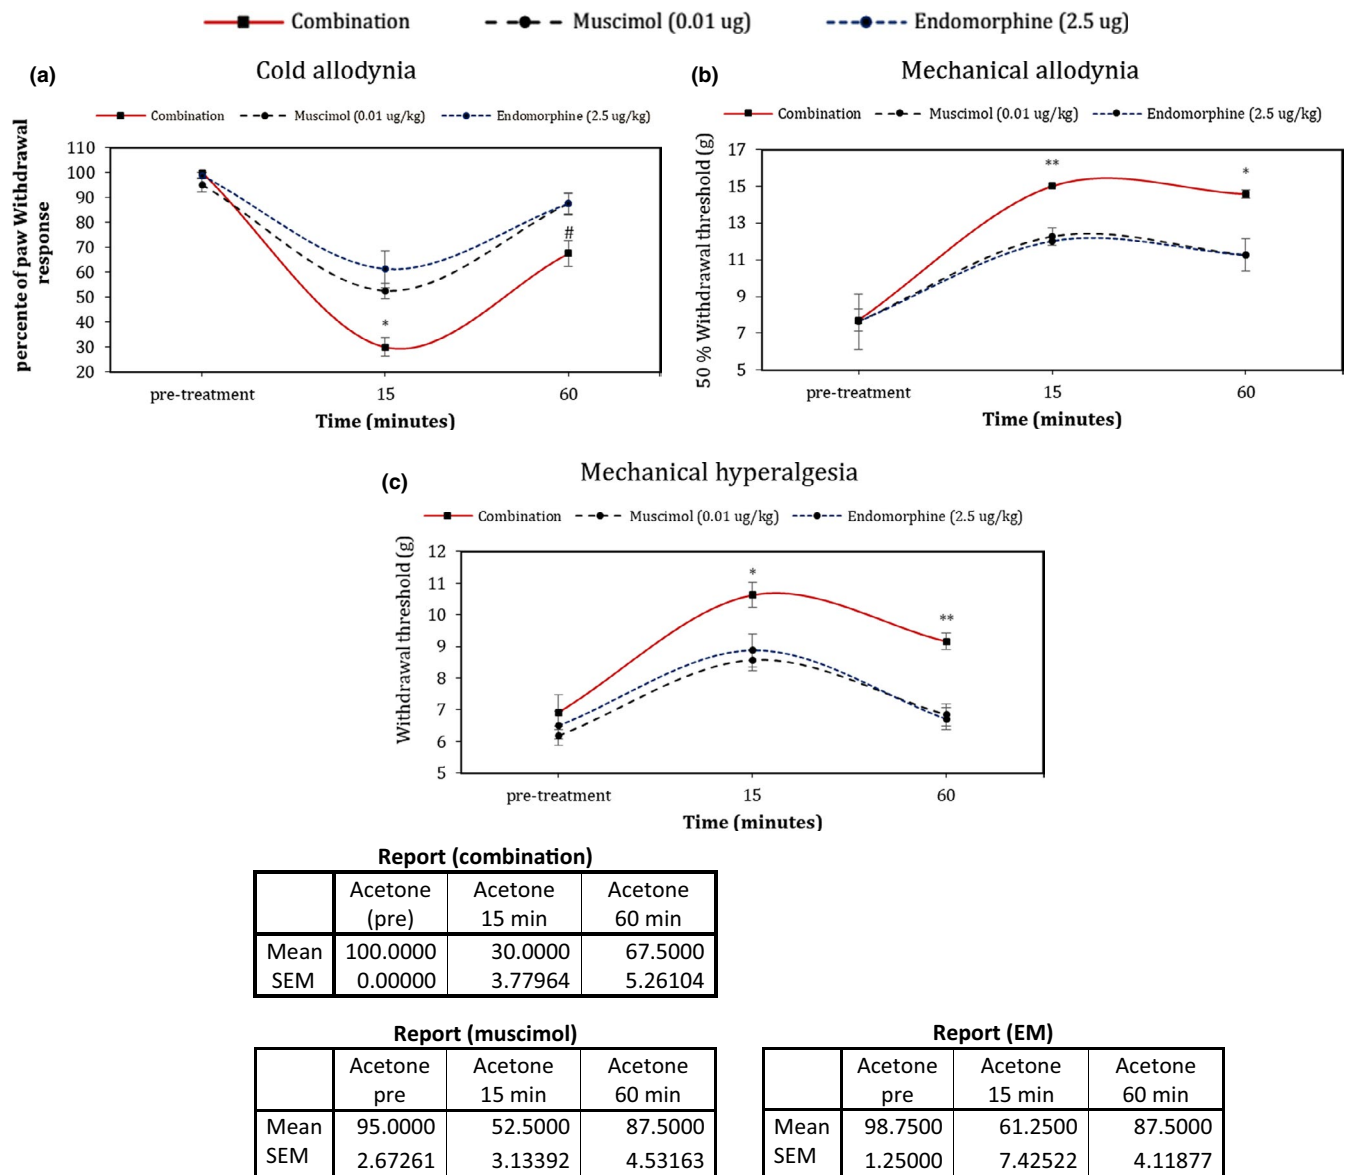 Combination Muscimol (0.01 ug) Endomorphine (2.5 ug)
(a) Cold allodynia
Combination Muscimol (0.01 ug/kg) Endomorphine (2.5 ug/kg)
percente of paw Withdrawal
response
110
100
90
80
70
60
50
40
30
20
*
#
pre-treatment 15 60
Time (minutes)
(b) Mechanical allodynia
Combination Muscimol (0.01 ug/kg) Endomorphine (2.5 ug/kg)
50 % Withdrawal threshold (g)
17
15
13
11
9
7
5
**
*
pre-treatment 15 60
Time (minutes)
(c) Mechanical hyperalgesia
Combination Muscimol (0.01 ug/kg) Endomorphine (2.5 ug/kg)
Withdrawal threshold (g)
12
11
10
9
8
7
6
5
*
**
pre-treatment 15 60
Time (minutes)
Report (combination)
Acetone Acetone Acetone
(pre) 15 min 60 min
Mean 100.0000 30.0000 67.5000
SEM 0.00000 3.77964 5.26104
Report (muscimol)
Acetone Acetone Acetone
pre 15 min 60 min
Mean 95.0000 52.5000 87.5000
SEM 2.67261 3.13392 4.53163
Report (EM)
Acetone Acetone Acetone
pre 15 min 60 min
Mean 98.7500 61.2500 87.5000
SEM 1.25000 7.42522 4.11877